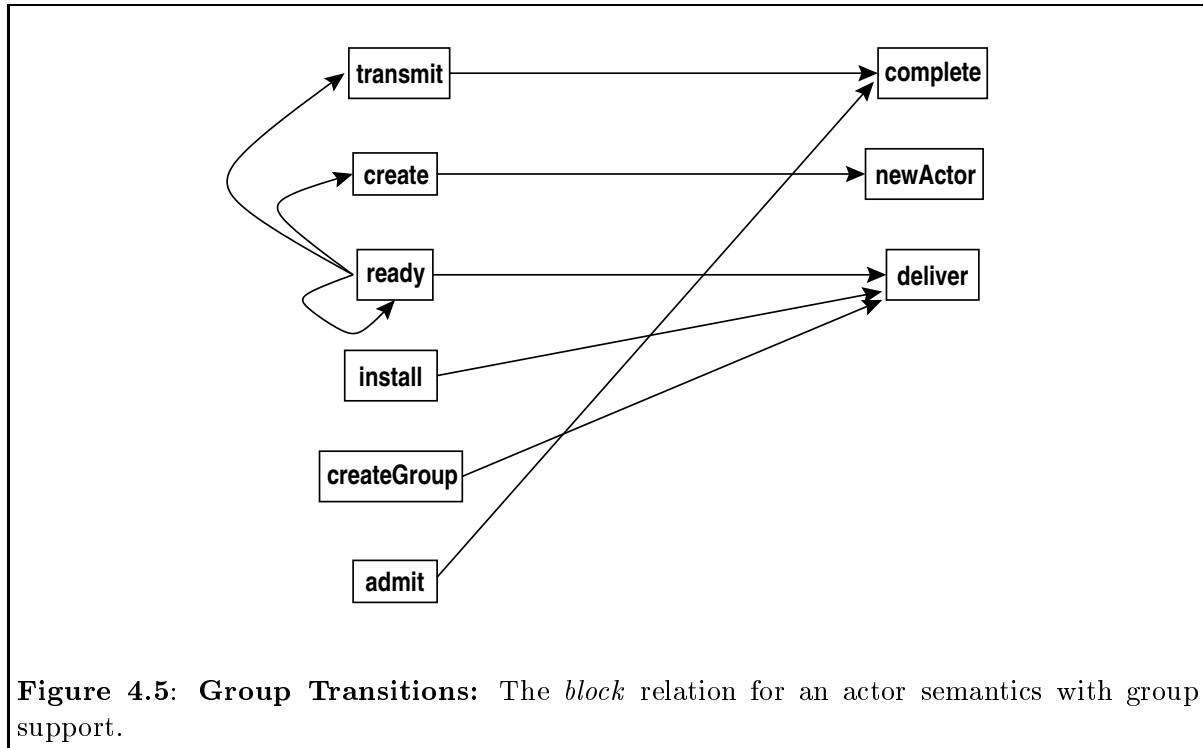 transmit
complete
create
newActor
ready
deliver
install
createGroup
admit
Figure 4.5: Group Transitions: The block relation for an actor semantics with group
support.